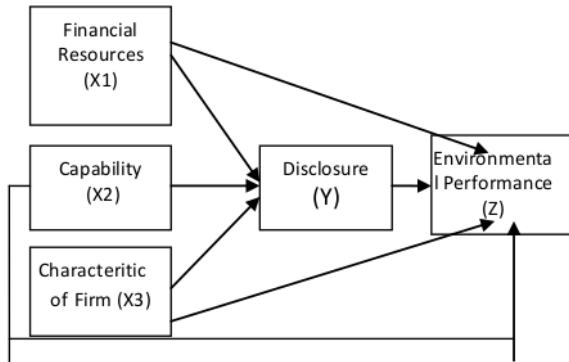 Financial
Resources
(X1)
Capability
(X2)
Characteritic
of Firm (X3)
Disclosure
(Y)
Environmenta
l Performance
(Z)